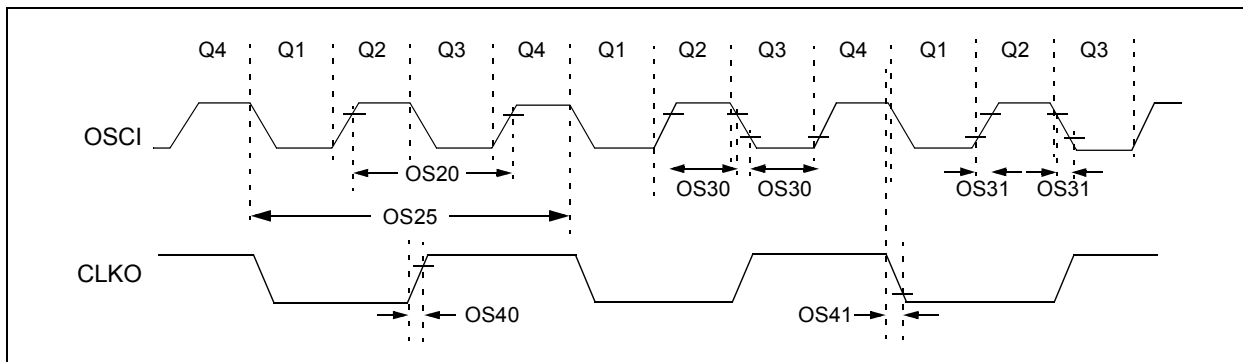 Q4 Q1 Q2 Q3 Q4 Q1 Q2 Q3 Q4 Q1 Q2 Q3
OSCI
OS20
OS30 OS30
OS31 OS31
OS25
CLKO
OS40
OS41